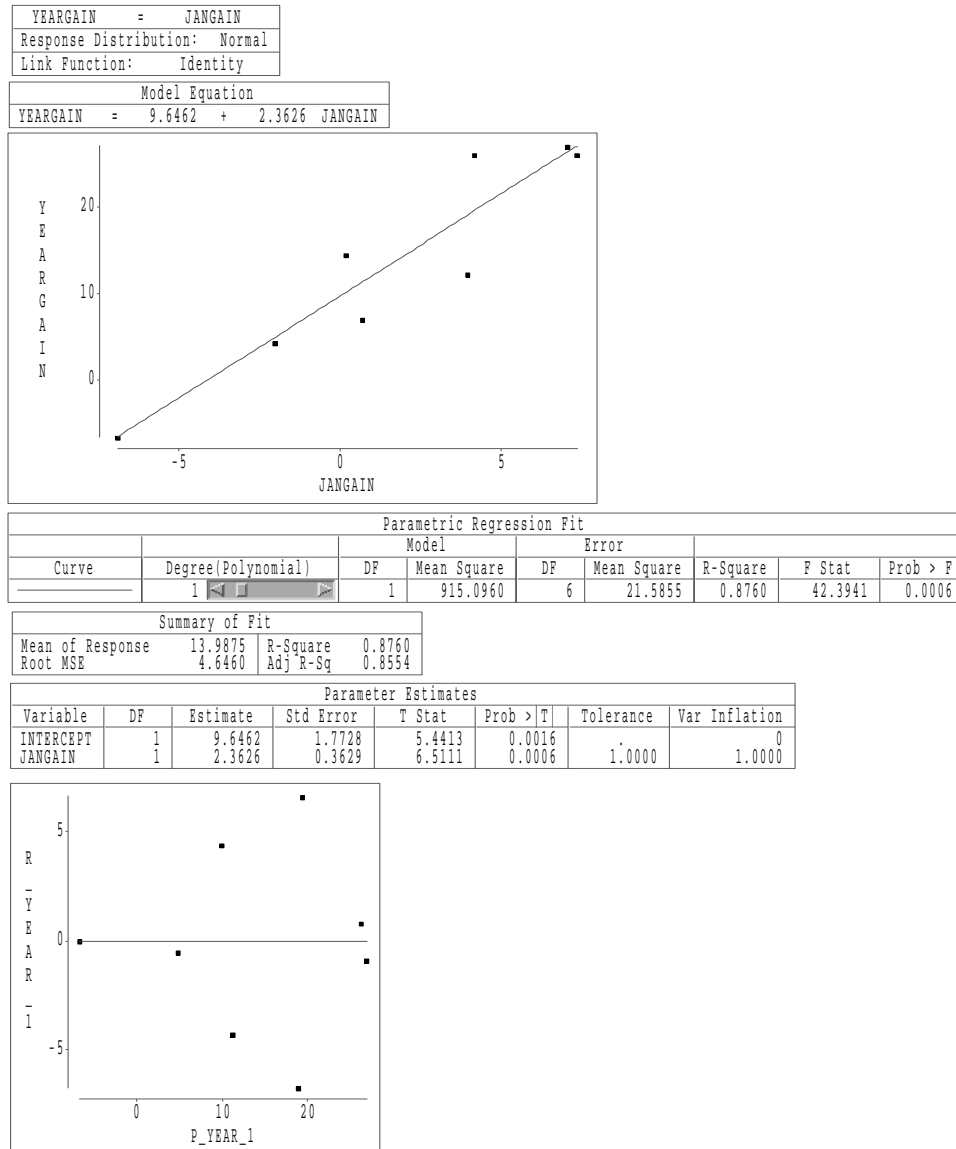 YEARGAIN = JANGAIN
Response Distribution: Normal
Link Function: Identity
Model Equation
YEARGAIN = 9.6462 + 2.3626 JANGAIN
YEARGAIN
20
10
0
-5 0 5
JANGAIN
Parametric Regression Fit
Model Error
Curve Degree(Polynomial) DF Mean Square DF Mean Square R-Square F Stat Prob > F
1 1 915.0960 6 21.5855 0.8760 42.3941 0.0006
Summary of Fit
Mean of Response 13.9875 R-Square 0.8760
Root MSE 4.6460 Adj R-Sq 0.8554
Parameter Estimates
Variable DF Estimate Std Error T Stat Prob > |T| Tolerance Var Inflation
INTERCEPT 1 9.6462 1.7728 5.4413 0.0016 . 0
JANGAIN 1 2.3626 0.3629 6.5111 0.0006 1.0000 1.0000
R_YEAR_1
5
0
-5
0 10 20
P_YEAR_1